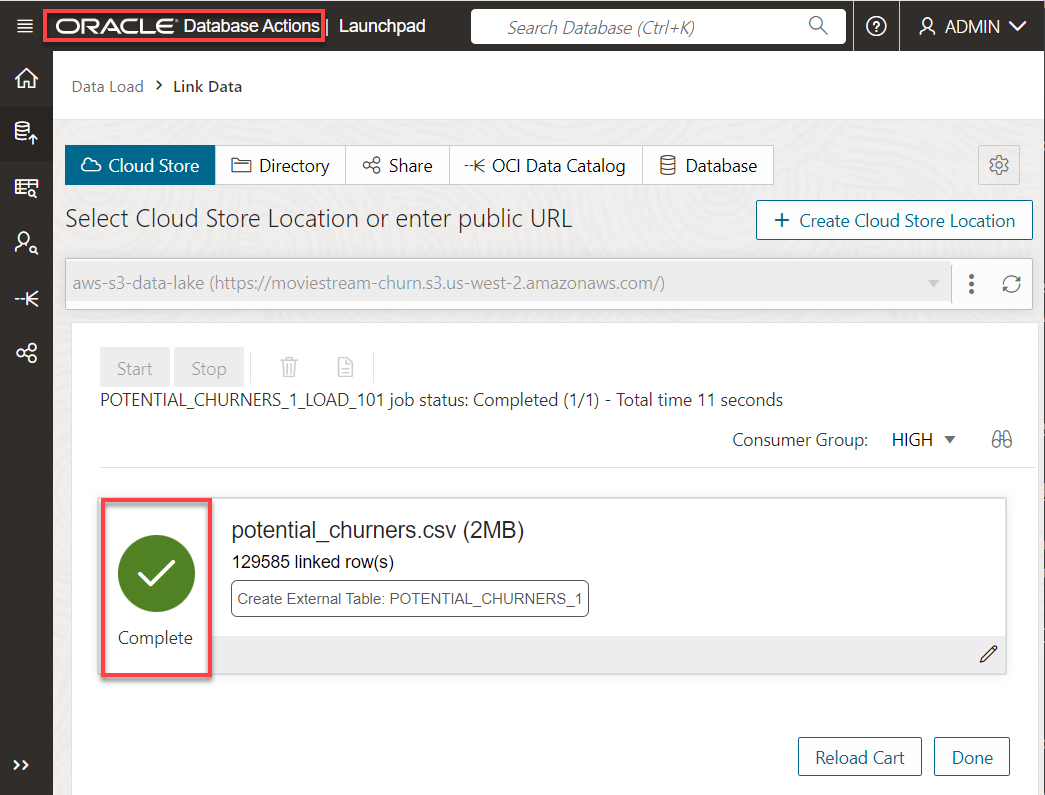 ORACLE Database Actions | Launchpad
Search Database (Ctrl+K)
ADMIN
Data Load > Link Data
Cloud Store
Directory
Share
OCI Data Catalog
Database
Select Cloud Store Location or enter public URL
+ Create Cloud Store Location
aws-s3-data-lake (https://moviestream-churn.s3.us-west-2.amazonaws.com/)
Start
Stop
POTENTIAL_CHURNERS_1_LOAD_101 job status: Completed (1/1) - Total time 11 seconds
Consumer Group: HIGH
potential_churners.csv (2MB)
129585 linked row(s)
Create External Table: POTENTIAL_CHURNERS_1
Complete
Reload Cart
Done